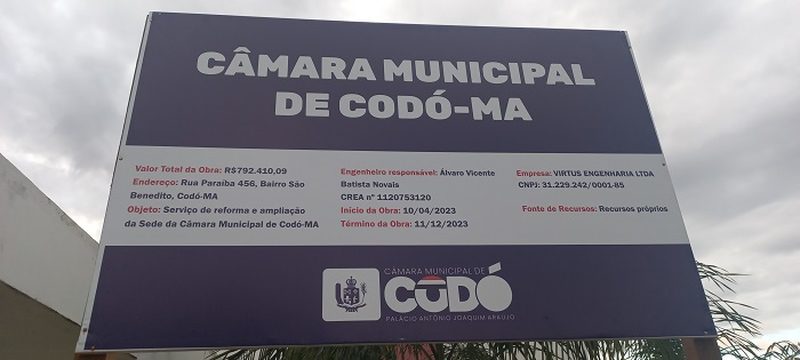 CÂMARA MUNICIPAL
DE CODÓ-MA
Valor Total da Obra: R$792.410,09
Endereço: Rua Paraíba 456, Bairro São
Benedito, Codó-MA
Objeto: Serviço de reforma e ampliação
da Sede da Câmara Municipal de Codó-MA
Engenheiro responsável: Álvaro Vicente
Batista Novais
CREA nº 1120753120
Início da Obra: 10/04/2023
Término da Obra: 11/12/2023
Empresa: VIRTUS ENGENHARIA LTDA
CNPJ: 31.229.242/0001-85
Fonte de Recursos: Recursos próprios
CÂMARA MUNICIPAL DE
CODÓ
PALÁCIO ANTÔNIO JOAQUIM ARAUJO